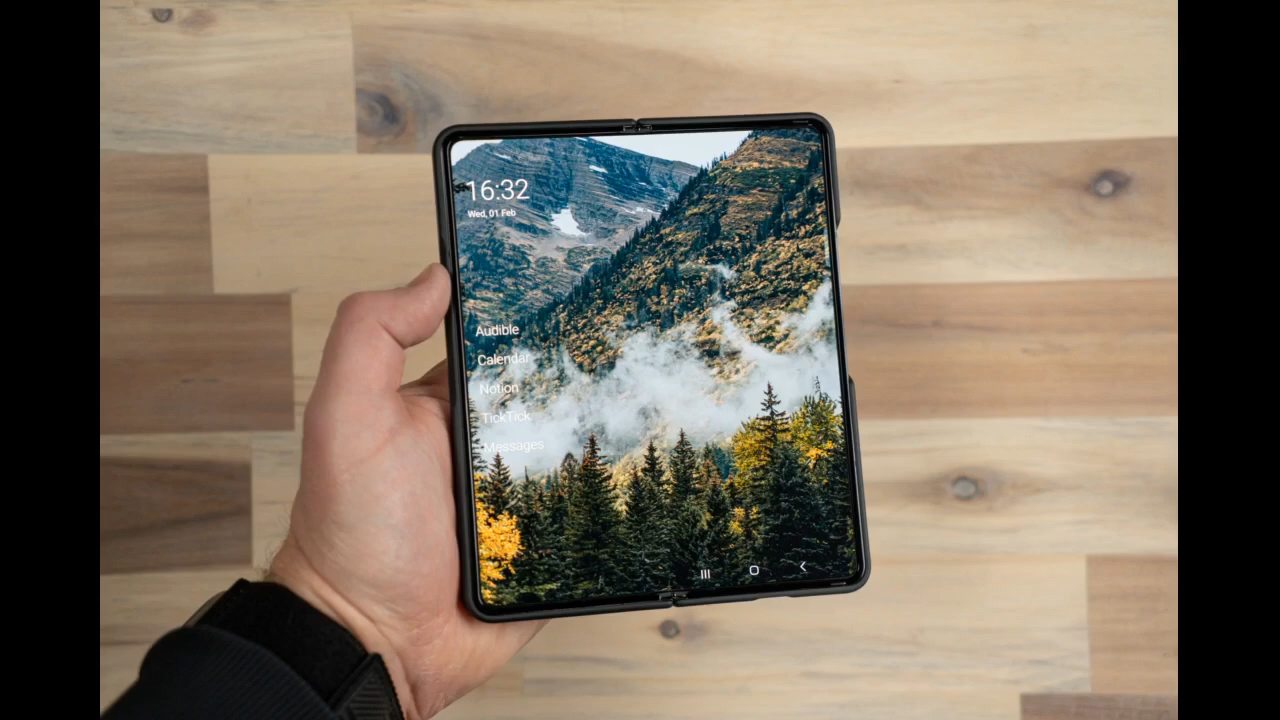 16:32
Wed, 01 Feb
Audible
Calendar
Notion
TickTick
Messages